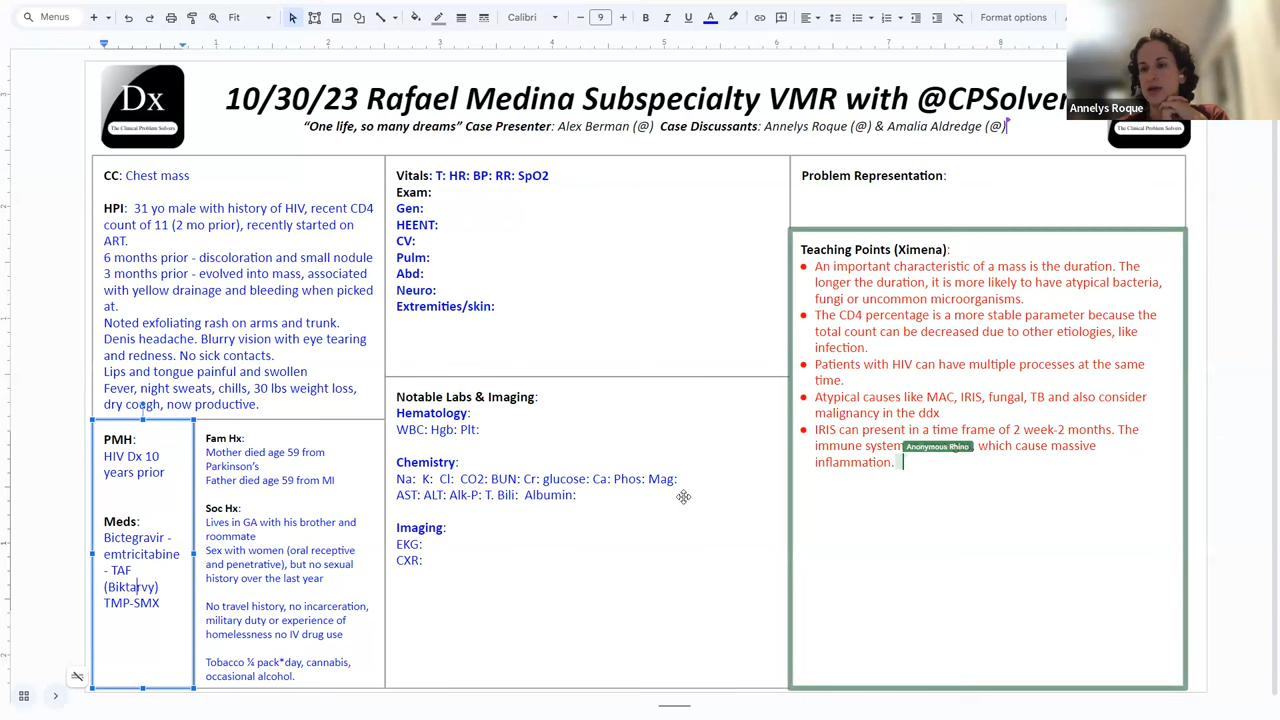 Menus
Fit
Calibri
9
Format options
1
2
3
4
5
6
7
8
Annelys Roque
Dx
The Clinical Problem Solvers
10/30/23 Rafael Medina Subspecialty VMR with @CPSolver
“One life, so many dreams” Case Presenter: Alex Berman (@) Case Discussants: Annelys Roque (@) & Amalia Aldredge (@)
The Clinical Problem Solvers
CC: Chest mass
HPI: 31 yo male with history of HIV, recent CD4
count of 11 (2 mo prior), recently started on
ART.
6 months prior - discoloration and small nodule
3 months prior - evolved into mass, associated
with yellow drainage and bleeding when picked
at.
Noted exfoliating rash on arms and trunk.
Denis headache. Blurry vision with eye tearing
and redness. No sick contacts.
Lips and tongue painful and swollen
Fever, night sweats, chills, 30 lbs weight loss,
dry cough, now productive.
PMH:
HIV Dx 10
years prior
Meds:
Bictegravir -
emtricitabine
- TAF
(Biktarvy)
TMP-SMX
Fam Hx:
Mother died age 59 from
Parkinson’s
Father died age 59 from MI
Soc Hx:
Lives in GA with his brother and
roommate
Sex with women (oral receptive
and penetrative), but no sexual
history over the last year
No travel history, no incarceration,
military duty or experience of
homelessness no IV drug use
Tobacco ¼ pack*day, cannabis,
occasional alcohol.
Vitals: T: HR: BP: RR: SpO2
Exam:
Gen:
HEENT:
CV:
Pulm:
Abd:
Neuro:
Extremities/skin:
Notable Labs & Imaging:
Hematology:
WBC: Hgb: Plt:
Chemistry:
Na: K: Cl: CO2: BUN: Cr: glucose: Ca: Phos: Mag:
AST: ALT: Alk-P: T. Bili: Albumin:
Imaging:
EKG:
CXR:
Problem Representation:
Teaching Points (Ximena):
An important characteristic of a mass is the duration. The
longer the duration, it is more likely to have atypical bacteria,
fungi or uncommon microorganisms.
The CD4 percentage is a more stable parameter because the
total count can be decreased due to other etiologies, like
infection.
Patients with HIV can have multiple processes at the same
time.
Atypical causes like MAC, IRIS, fungal, TB and also consider
malignancy in the ddx
IRIS can present in a time frame of 2 week-2 months. The
immune system Anonymous Rhino, which cause massive
inflammation.